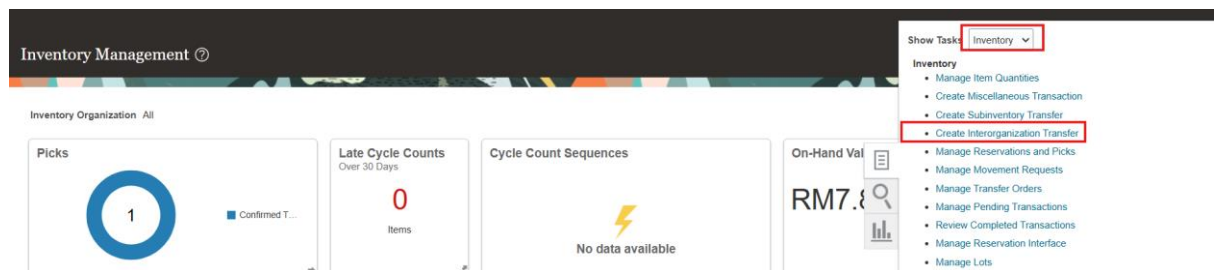 Inventory Management
Show Tasks Inventory
Inventory
Manage Item Quantities
Create Miscellaneous Transaction
Create Subinventory Transfer
Create Interorganization Transfer
Manage Reservations and Picks
Manage Movement Requests
Manage Transfer Orders
Manage Pending Transactions
Review Completed Transactions
Manage Reservation Interface
Manage Lots
Inventory Organization All
Picks
1
Confirmed T...
Late Cycle Counts
Over 30 Days
0
Items
Cycle Count Sequences
No data available
On-Hand Val
RM7.8